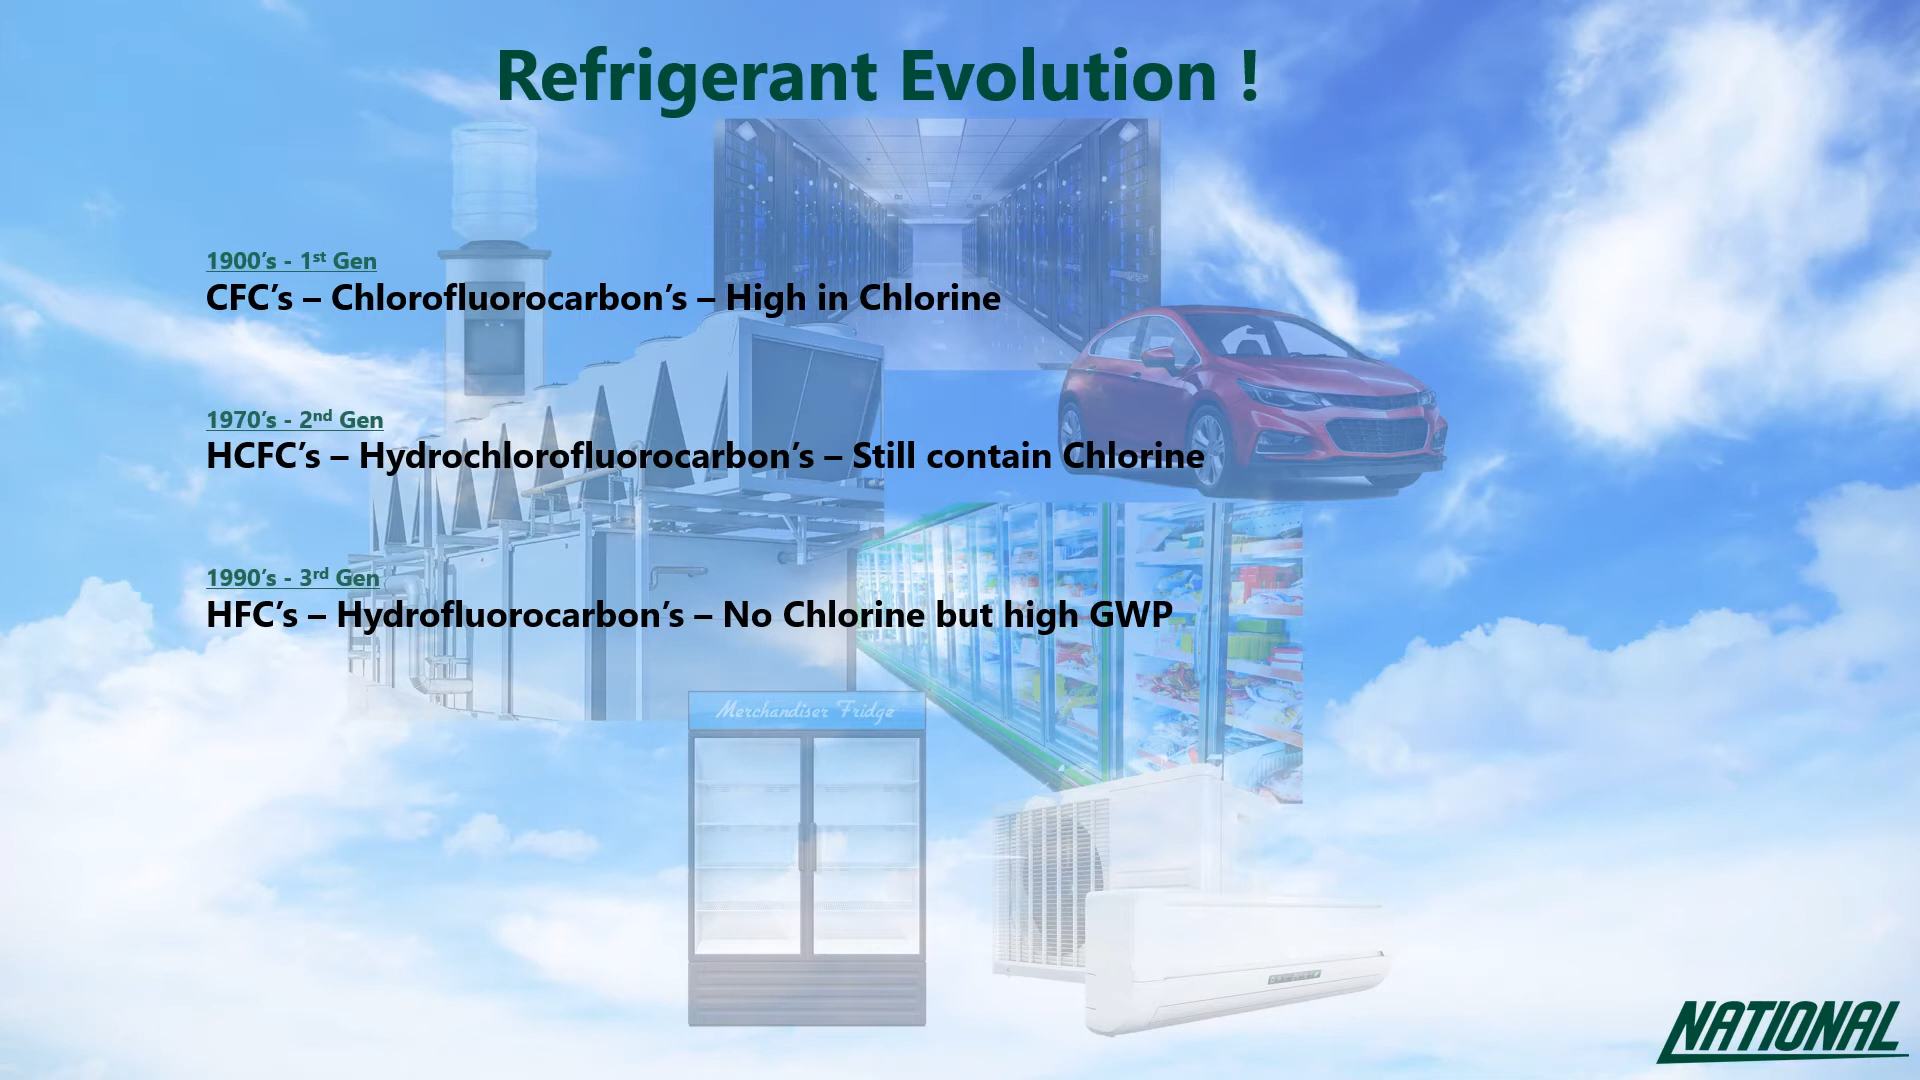 Refrigerant Evolution !
1900’s - 1st Gen
CFC’s – Chlorofluorocarbon’s – High in Chlorine
1970’s - 2nd Gen
HCFC’s – Hydrochlorofluorocarbon’s – Still contain Chlorine
1990’s - 3rd Gen
HFC’s – Hydrofluorocarbon’s – No Chlorine but high GWP
Merchandiser Fridge
NATIONAL